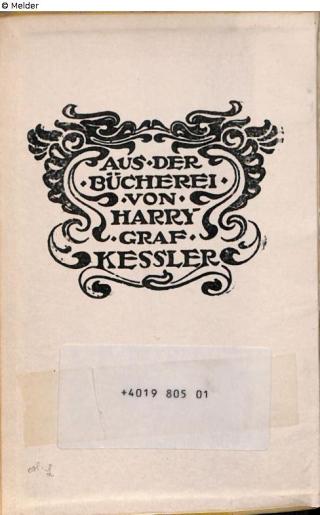 © Melder
AUS·DER
·BÜCHEREI·
·VON·
HARRY
·GRAF·
KESSLER
+4019 805 01